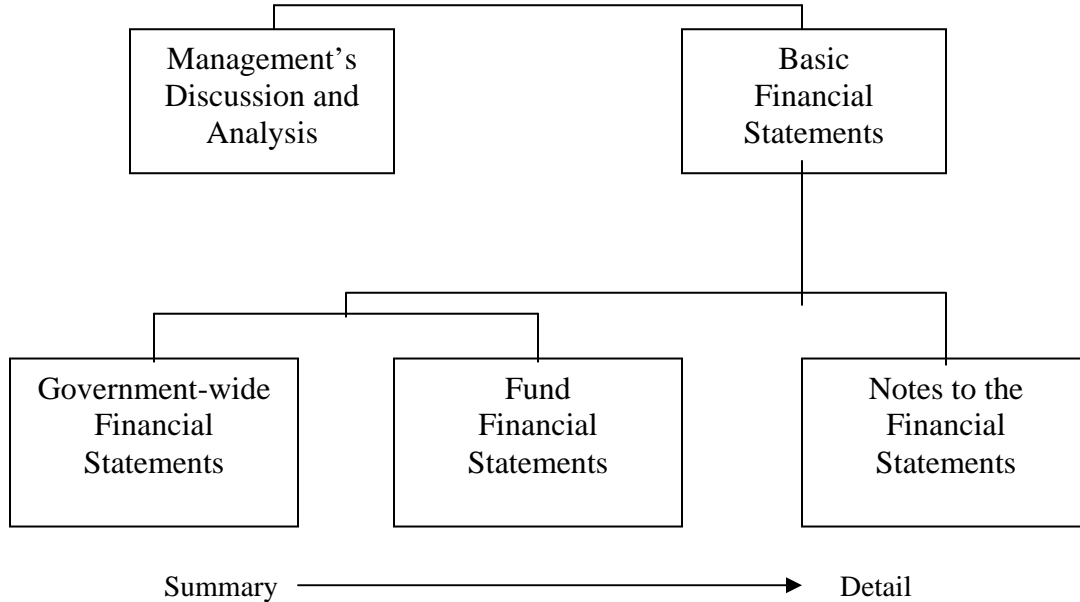 Management’s
Discussion and
Analysis
Basic
Financial
Statements
Government-wide
Financial
Statements
Fund
Financial
Statements
Notes to the
Financial
Statements
Summary
Detail